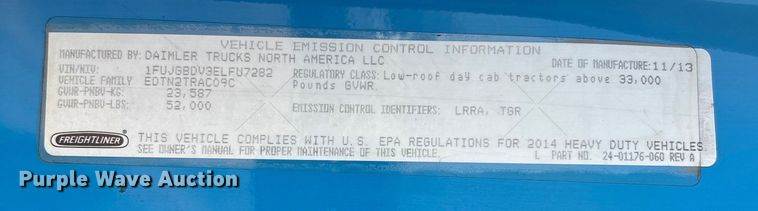 VEHICLE EMISSION CONTROL INFORMATION
MANUFACTURED BY: DAIMLER TRUCKS NORTH AMERICA LLC DATE OF MANUFACTURE: 11/13
VIN/NIV: 1FUJGBDV3ELFU7282 REGULATORY CLASS: Low-roof day cab tractors above 33,000
VEHICLE FAMILY EDTN2TRAC09C Pounds GVWR.
GVWR-PNBV-KG: 23,587
GVWR-PNBV-LBS: 52,000 EMISSION CONTROL IDENTIFIERS: LRRA, TGR
FREIGHTLINER THIS VEHICLE COMPLIES WITH U.S. EPA REGULATIONS FOR 2014 HEAVY DUTY VEHICLES
SEE OWNER'S MANUAL FOR PROPER MAINTENANCE OF THIS VEHICLE. L PART NO. 24-01176-060 REV A
Purple Wave Auction